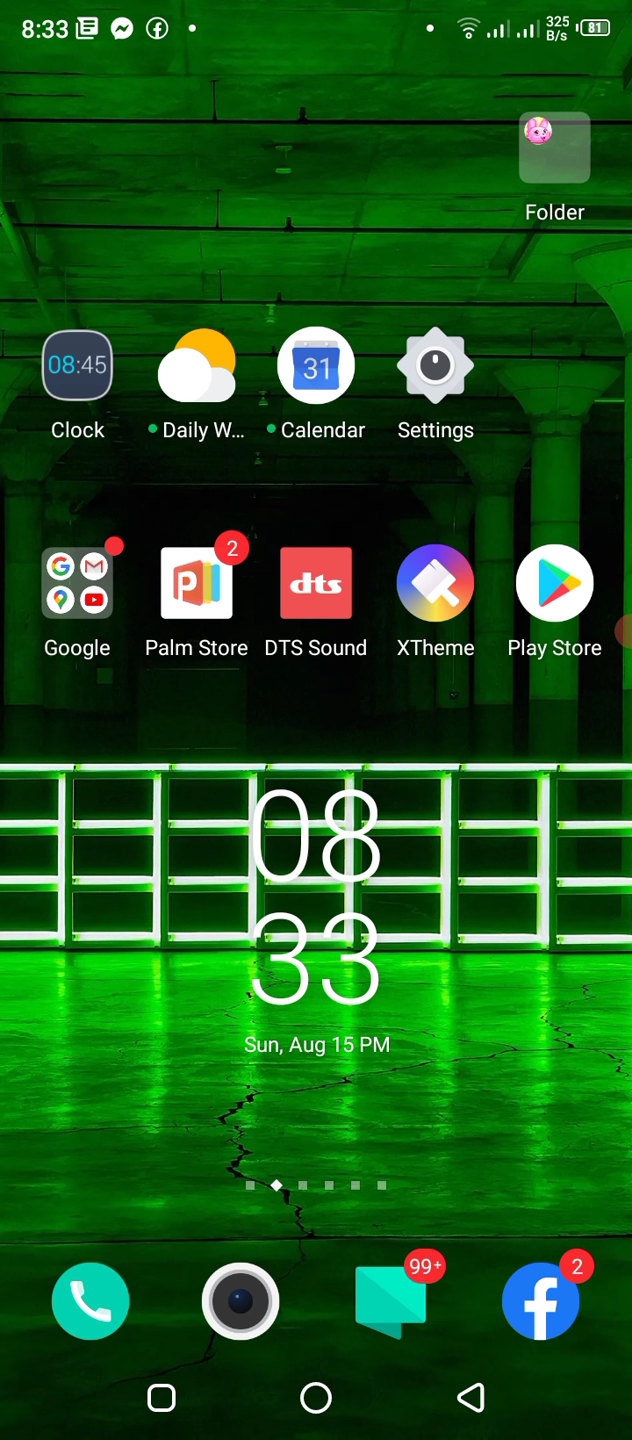 8:33
325
B/s
81
Folder
08:45
31
Clock
Daily W...
Calendar
Settings
2
P
dts
Google
Palm Store
DTS Sound
XTheme
Play Store
08
33
Sun, Aug 15 PM
99+
2